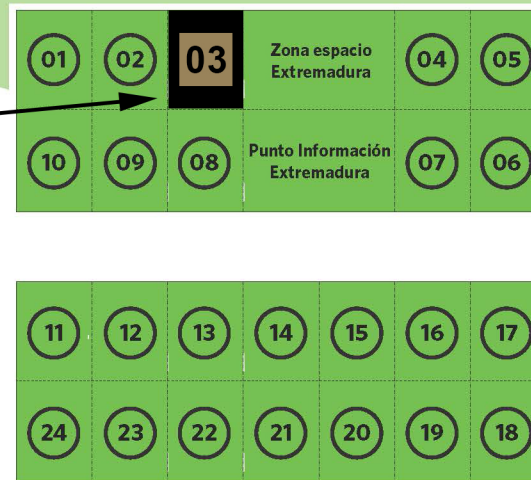 01 02 03 Zona espacio Extremadura 04 05
10 09 08 Punto Información Extremadura 07 06
11 12 13 14 15 16 17
24 23 22 21 20 19 18